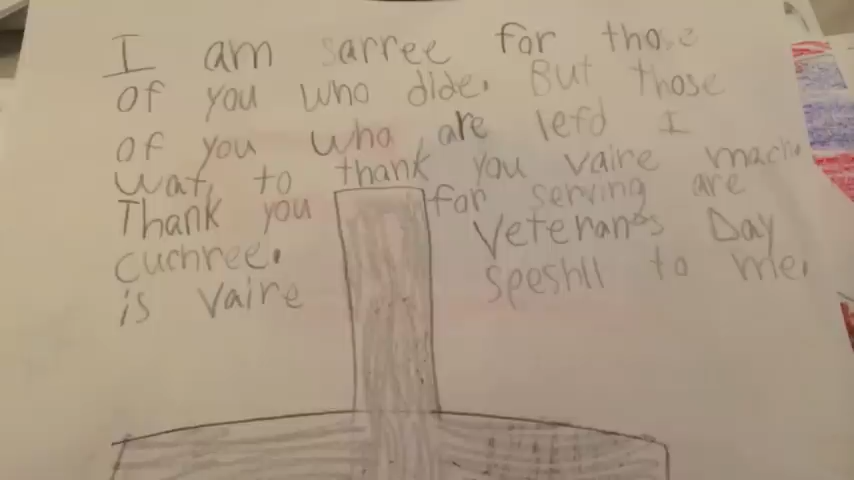 I am sarree for those
of you who dide. But those
of you who are lefd I
wat to thank you vaire mach
Thank you for serving are
cuchree. Veteran's Day
is vaire speshll to me.